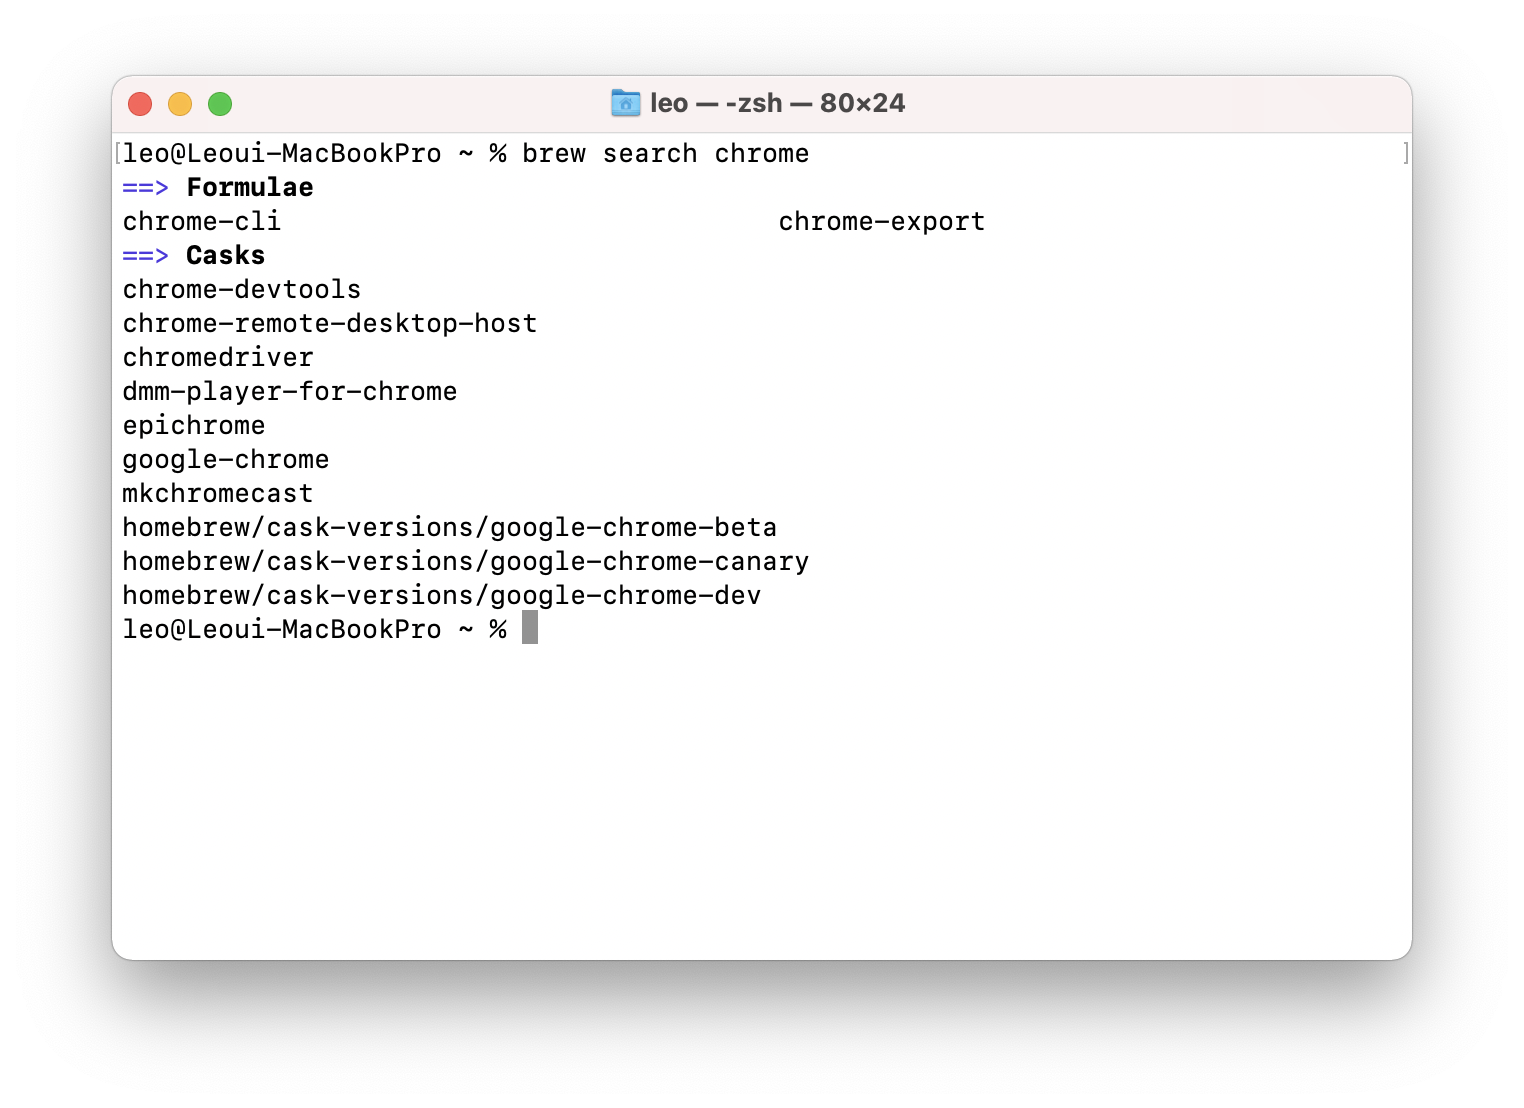 leo — -zsh — 80×24
leo@Leoui-MacBookPro ~ % brew search chrome
==> Formulae
chrome-cli chrome-export
==> Casks
chrome-devtools
chrome-remote-desktop-host
chromedriver
dmm-player-for-chrome
epichrome
google-chrome
mkchromecast
homebrew/cask-versions/google-chrome-beta
homebrew/cask-versions/google-chrome-canary
homebrew/cask-versions/google-chrome-dev
leo@Leoui-MacBookPro ~ %